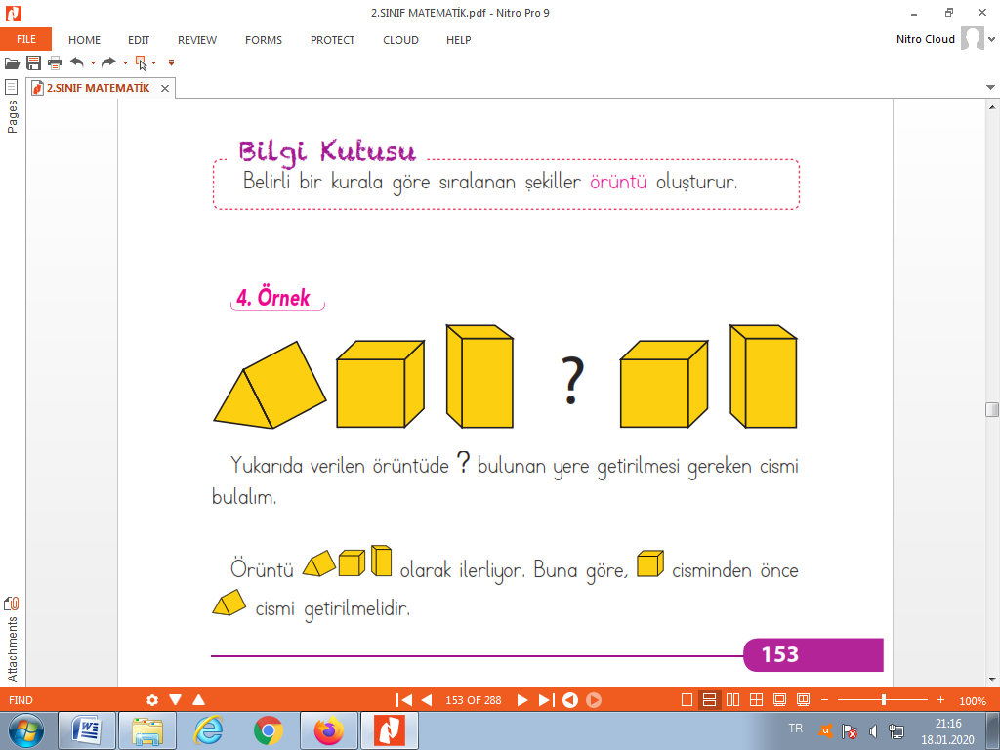 2.SINIF MATEMATİK.pdf - Nitro Pro 9
FILE HOME EDIT REVIEW FORMS PROTECT CLOUD HELP Nitro Cloud
2.SINIF MATEMATİK
Pages
Bilgi Kutusu
Belirli bir kurala göre sıralanan şekiller örüntü oluşturur.
4. Örnek
?
Yukarıda verilen örüntüde ? bulunan yere getirilmesi gereken cismi
bulalım.
Örüntü olarak ilerliyor. Buna göre, cisminden önce
cismi getirilmelidir.
153
Attachments
FIND 153 OF 288 100%
TR 21:16
18.01.2020